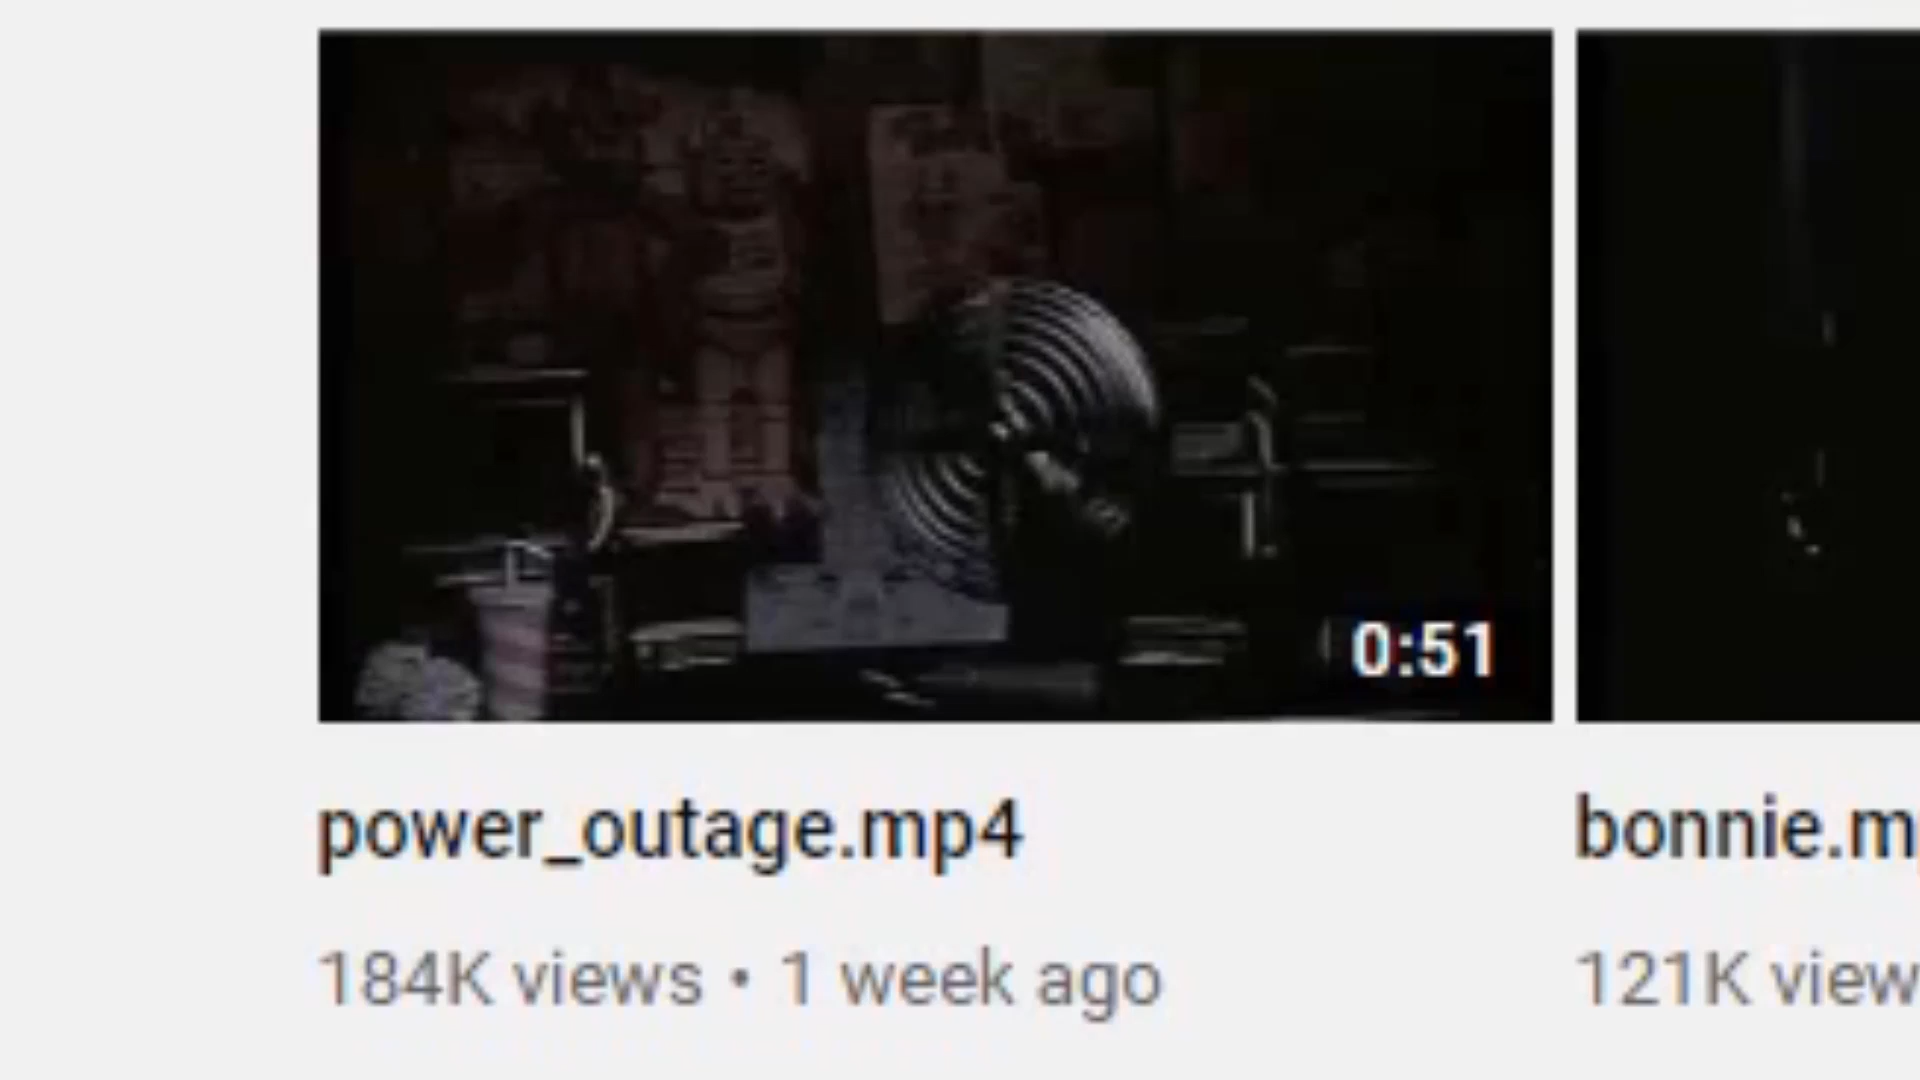 0:51
power_outage.mp4
bonnie.m
184K views • 1 week ago
121K view